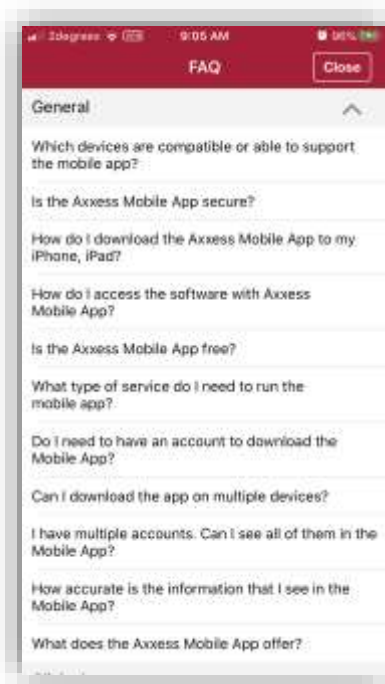 2degrees 9:05 AM 96%
FAQ
Close
General
Which devices are compatible or able to support
the mobile app?
Is the Axxess Mobile App secure?
How do I download the Axxess Mobile App to my
iPhone, iPad?
How do I access the software with Axxess
Mobile App?
Is the Axxess Mobile App free?
What type of service do I need to run the
mobile app?
Do I need to have an account to download the
Mobile App?
Can I download the app on multiple devices?
I have multiple accounts. Can I see all of them in the
Mobile App?
How accurate is the information that I see in the
Mobile App?
What does the Axxess Mobile App offer?